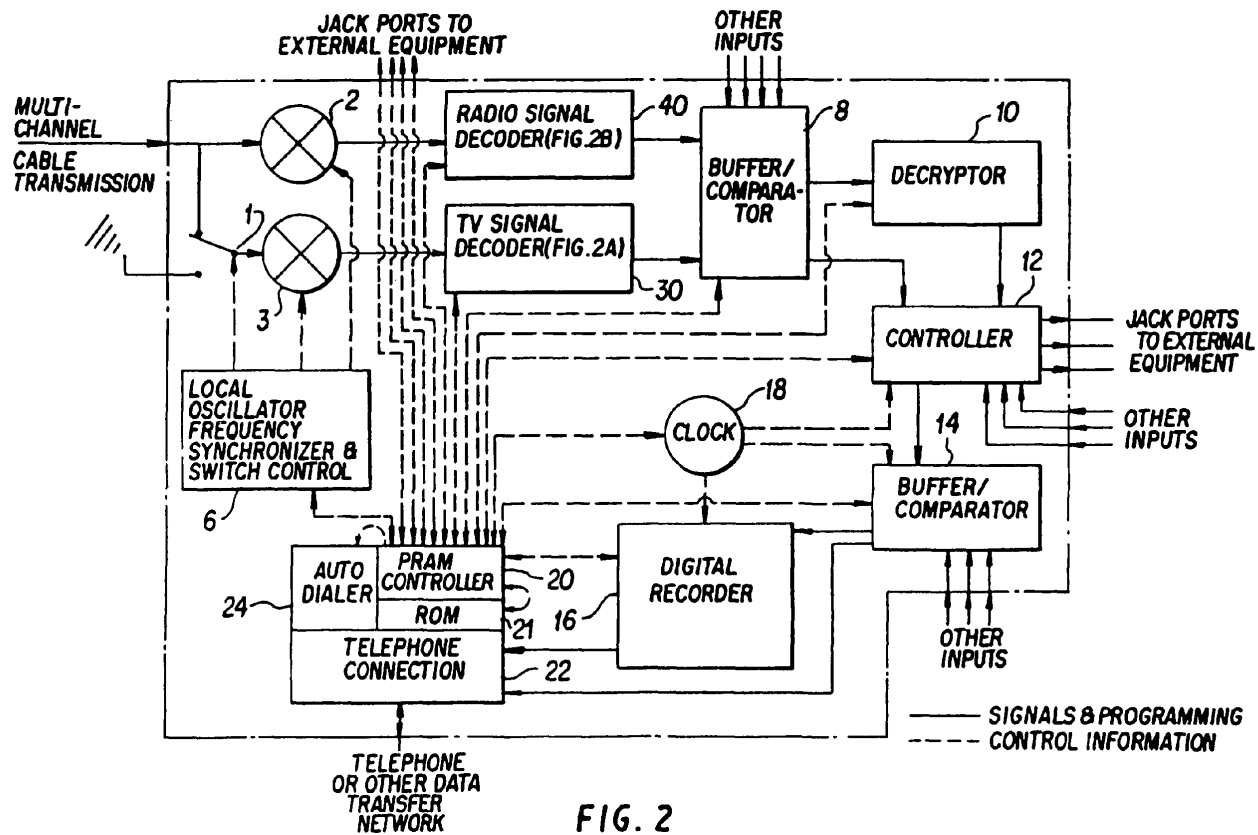 JACK PORTS TO
EXTERNAL EQUIPMENT
OTHER
INPUTS
MULTI-
CHANNEL
CABLE
TRANSMISSION
2
RADIO SIGNAL
DECODER(FIG.2B)
40
8
BUFFER/
COMPARA-
TOR
10
DECRYPTOR
1
3
TV SIGNAL
DECODER(FIG.2A)
30
12
CONTROLLER
JACK PORTS
TO EXTERNAL
EQUIPMENT
OTHER
INPUTS
LOCAL
OSCILLATOR
FREQUENCY
SYNCHRONIZER &
SWITCH CONTROL
6
18
CLOCK
14
BUFFER/
COMPARATOR
OTHER
INPUTS
AUTO
DIALER
24
PRAM
CONTROLLER
20
ROM
21
TELEPHONE
CONNECTION
22
16
DIGITAL
RECORDER
SIGNALS & PROGRAMMING
CONTROL INFORMATION
TELEPHONE
OR OTHER DATA
TRANSFER
NETWORK
FIG. 2